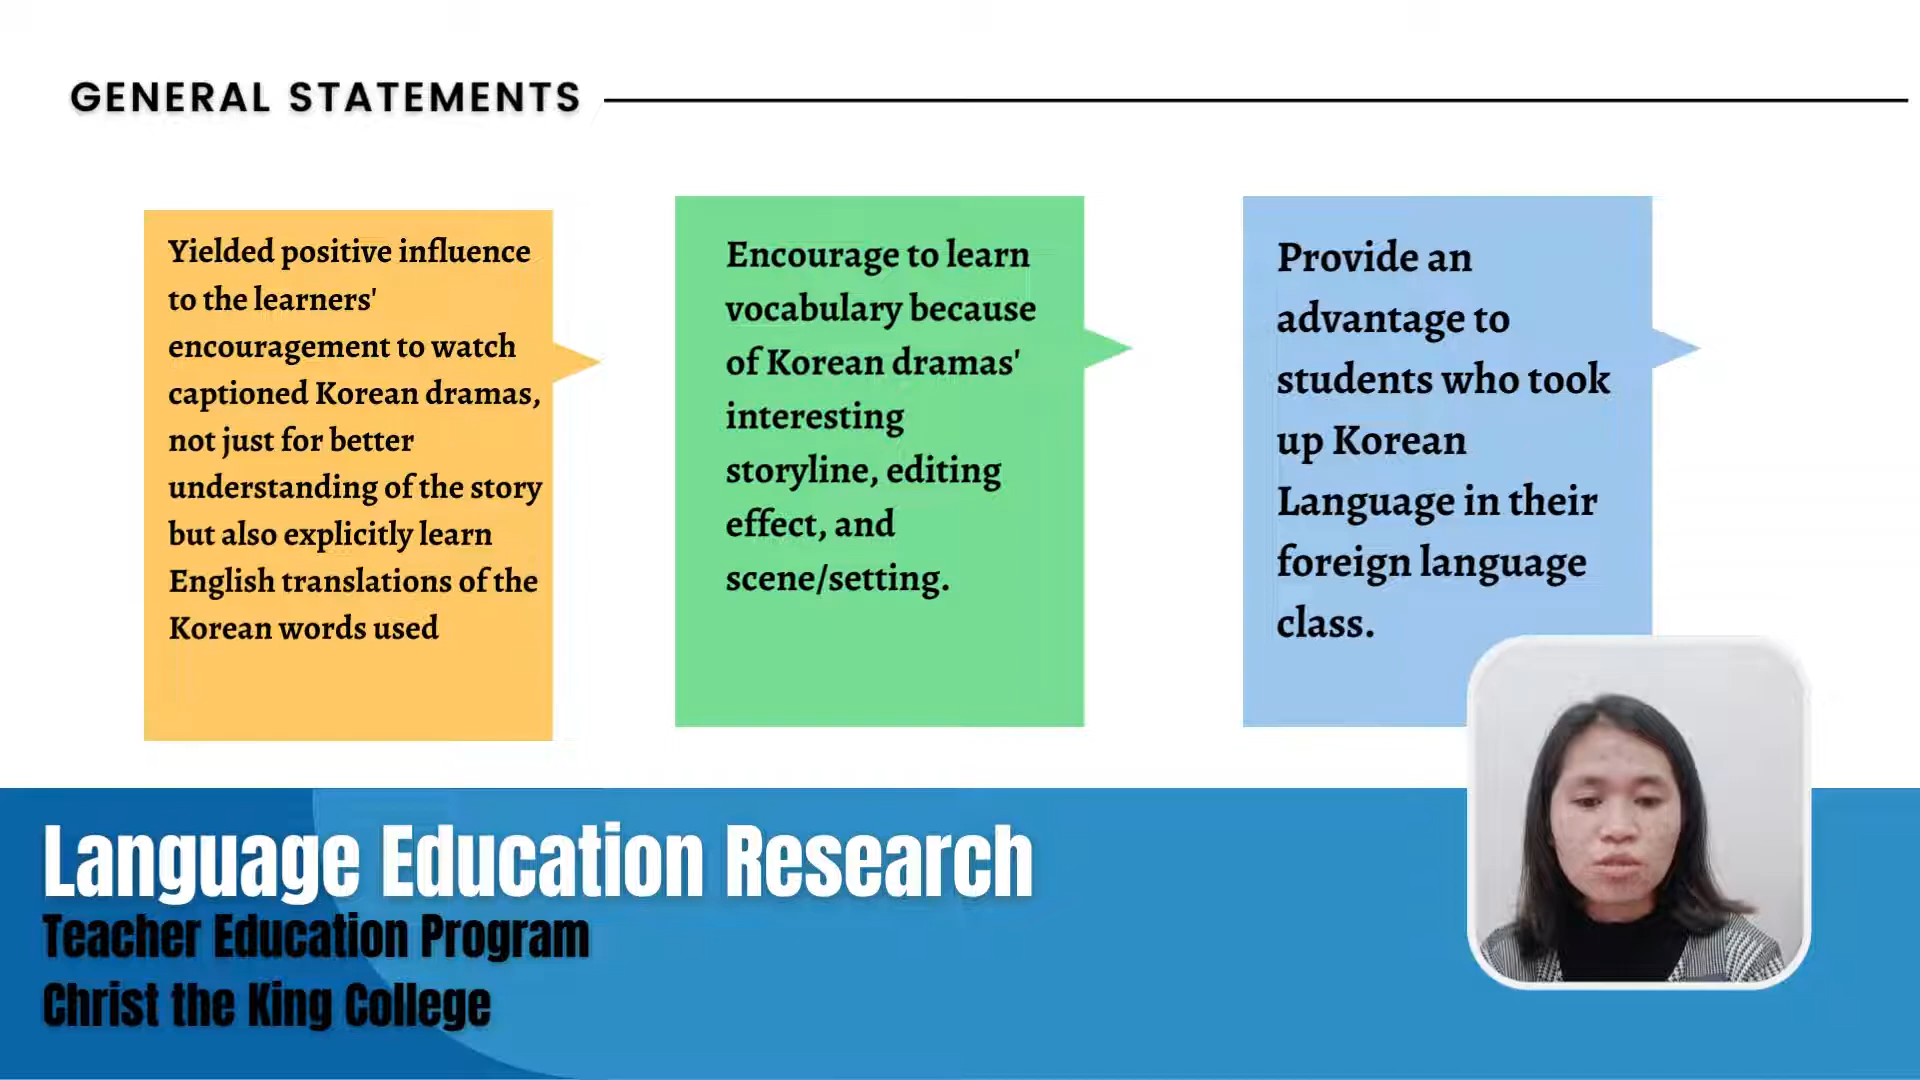 GENERAL STATEMENTS
Yielded positive influence
to the learners'
encouragement to watch
captioned Korean dramas,
not just for better
understanding of the story
but also explicitly learn
English translations of the
Korean words used
Encourage to learn
vocabulary because
of Korean dramas'
interesting
storyline, editing
effect, and
scene/setting.
Provide an
advantage to
students who took
up Korean
Language in their
foreign language
class.
Language Education Research
Teacher Education Program
Christ the King College